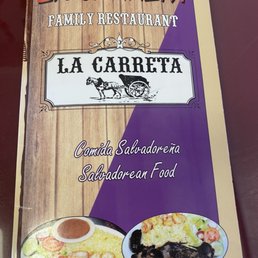 FAMILY RESTAURANT
LA CARRETA
Comida Salvadoreña
Salvadorean Food